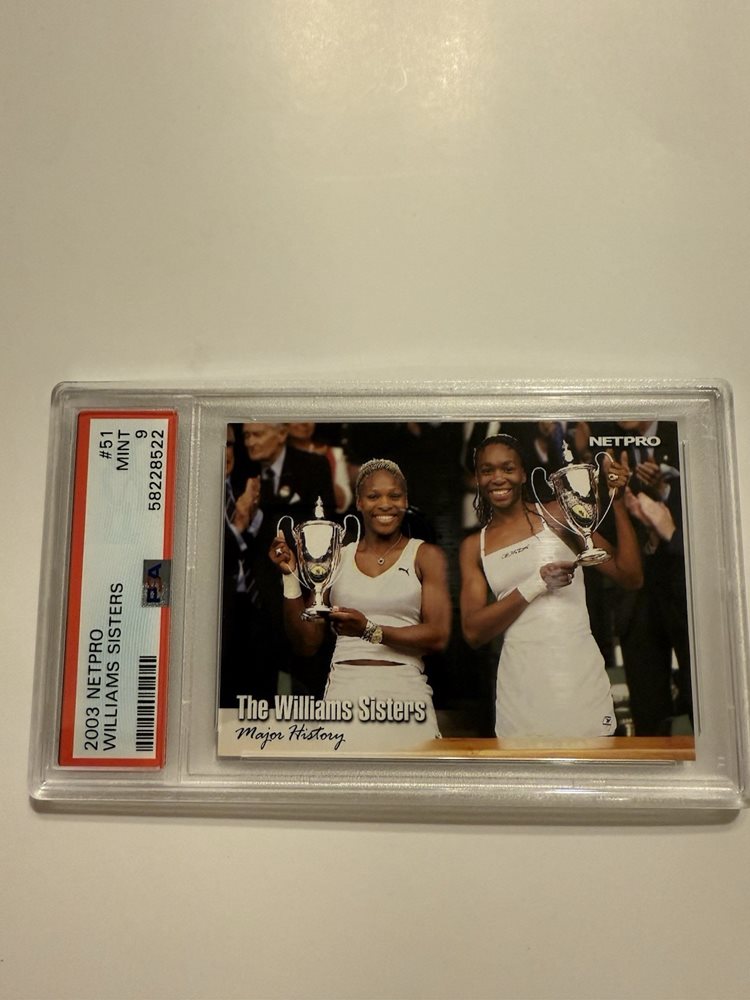 2003 NETPRO
WILLIAMS SISTERS
#51
MINT
9
58228522
PSA
NETPRO
The Williams Sisters
Major History